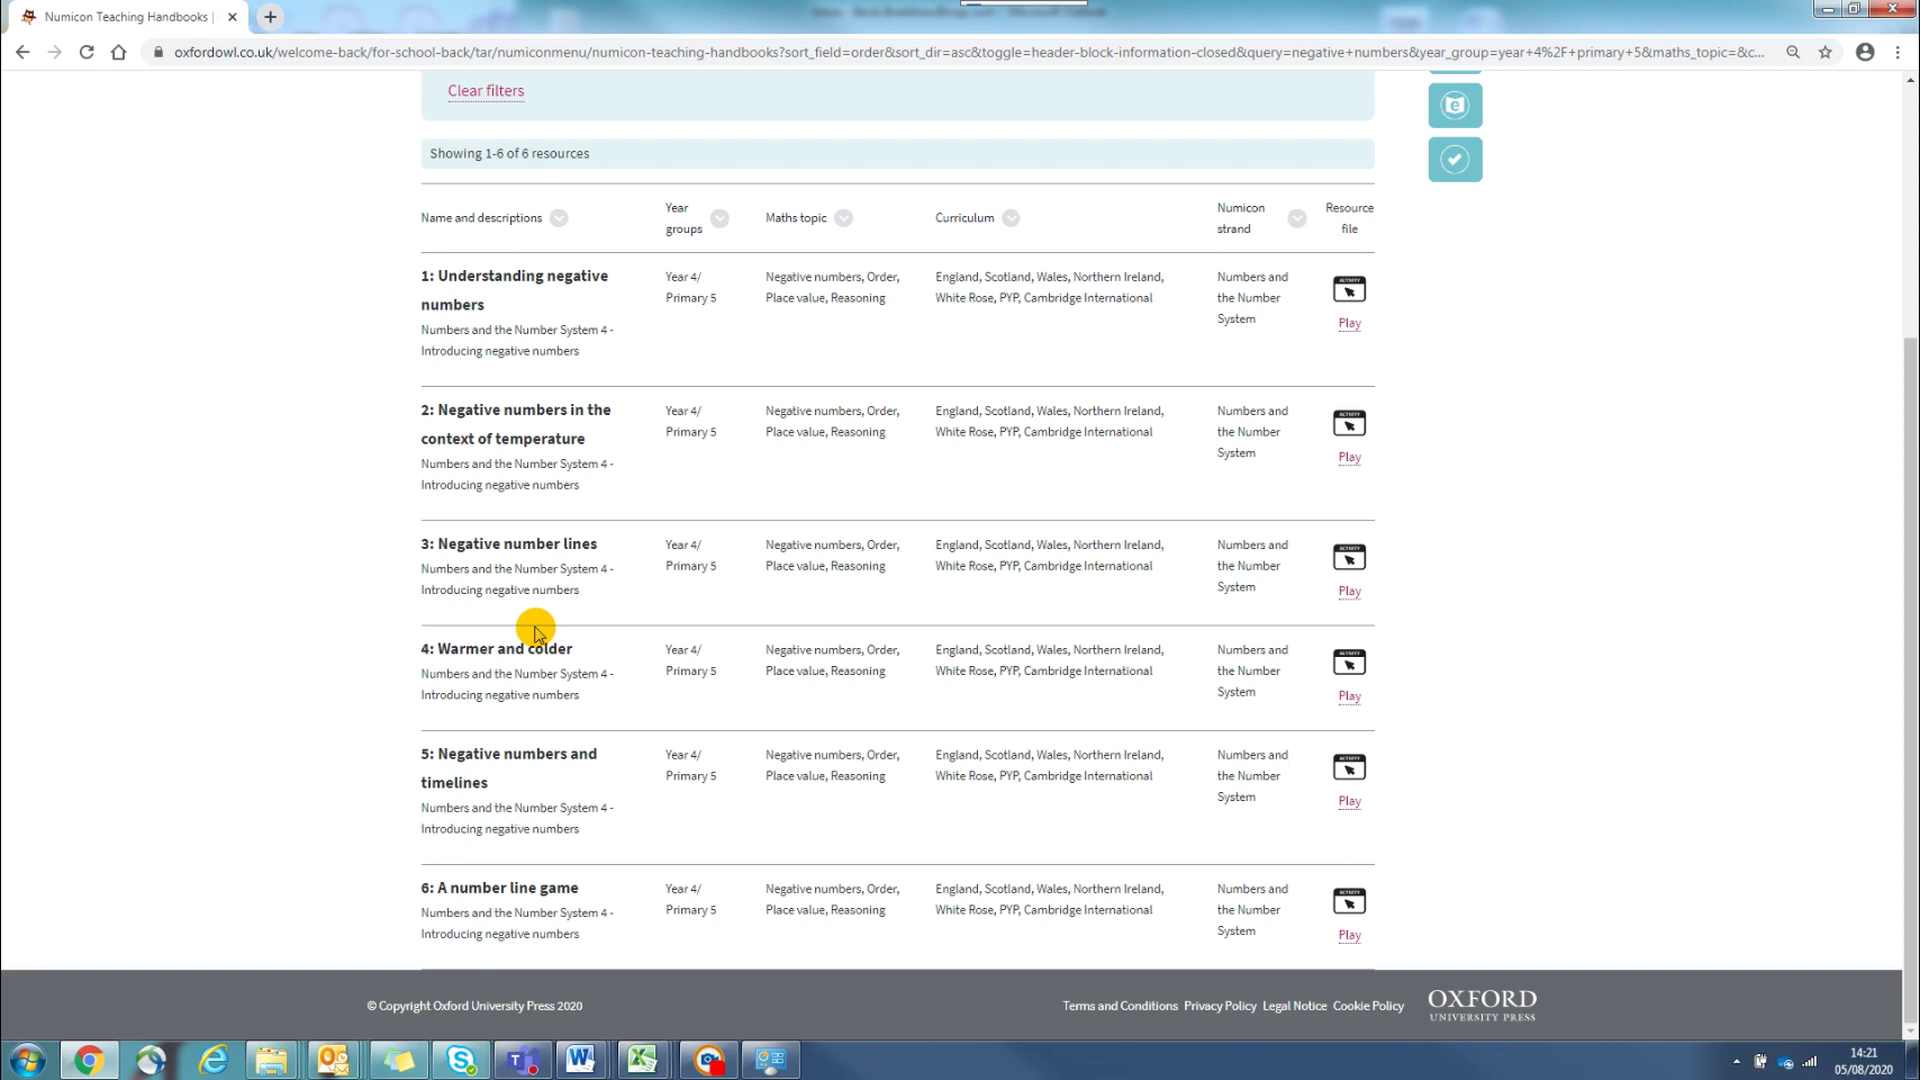 Numicon Teaching Handbooks |
oxfordowl.co.uk/welcome-back/for-school-back/tar/numiconmenu/numicon-teaching-handbooks?sort_field=order&sort_dir=asc&toggle=header-block-information-closed&query=negative+numbers&year_group=year+4%2F+primary+5&maths_topic=&c...
Clear filters
Showing 1-6 of 6 resources
Name and descriptions
Year groups
Maths topic
Curriculum
Numicon strand
Resource file
1: Understanding negative
numbers
Numbers and the Number System 4 -
Introducing negative numbers
Year 4/
Primary 5
Negative numbers, Order,
Place value, Reasoning
England, Scotland, Wales, Northern Ireland,
White Rose, PYP, Cambridge International
Numbers and
the Number
System
ACTIVITY
Play
2: Negative numbers in the
context of temperature
Numbers and the Number System 4 -
Introducing negative numbers
Year 4/
Primary 5
Negative numbers, Order,
Place value, Reasoning
England, Scotland, Wales, Northern Ireland,
White Rose, PYP, Cambridge International
Numbers and
the Number
System
ACTIVITY
Play
3: Negative number lines
Numbers and the Number System 4 -
Introducing negative numbers
Year 4/
Primary 5
Negative numbers, Order,
Place value, Reasoning
England, Scotland, Wales, Northern Ireland,
White Rose, PYP, Cambridge International
Numbers and
the Number
System
ACTIVITY
Play
4: Warmer and colder
Numbers and the Number System 4 -
Introducing negative numbers
Year 4/
Primary 5
Negative numbers, Order,
Place value, Reasoning
England, Scotland, Wales, Northern Ireland,
White Rose, PYP, Cambridge International
Numbers and
the Number
System
ACTIVITY
Play
5: Negative numbers and
timelines
Numbers and the Number System 4 -
Introducing negative numbers
Year 4/
Primary 5
Negative numbers, Order,
Place value, Reasoning
England, Scotland, Wales, Northern Ireland,
White Rose, PYP, Cambridge International
Numbers and
the Number
System
ACTIVITY
Play
6: A number line game
Numbers and the Number System 4 -
Introducing negative numbers
Year 4/
Primary 5
Negative numbers, Order,
Place value, Reasoning
England, Scotland, Wales, Northern Ireland,
White Rose, PYP, Cambridge International
Numbers and
the Number
System
ACTIVITY
Play
© Copyright Oxford University Press 2020
Terms and Conditions Privacy Policy Legal Notice Cookie Policy
OXFORD
UNIVERSITY PRESS
14:21
05/08/2020